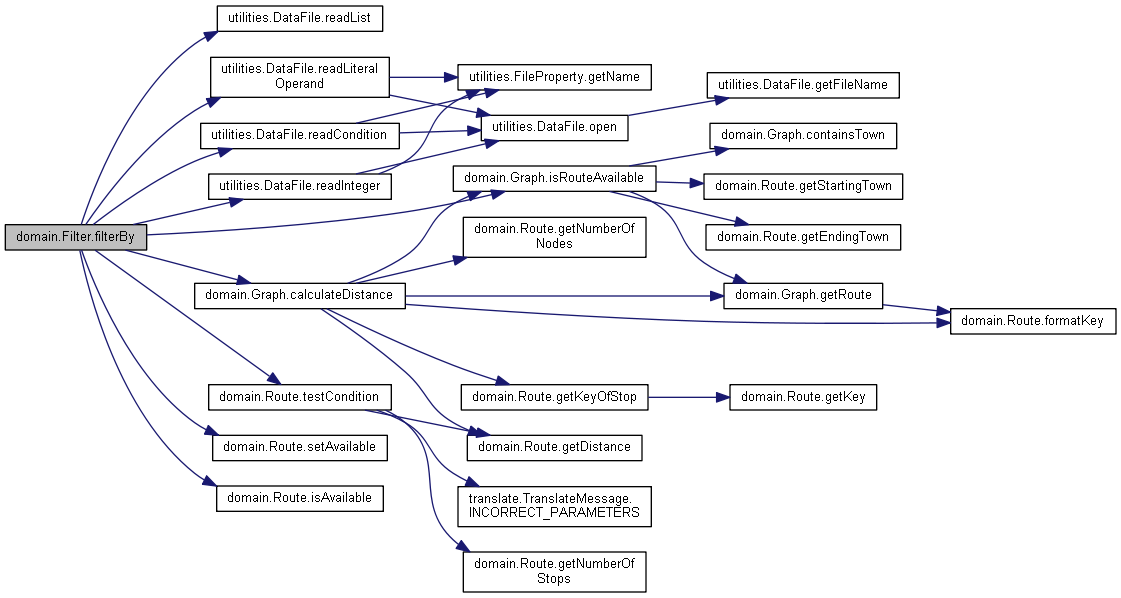 utilities.DataFile.readList
utilities.DataFile.readLiteral
Operand
utilities.FileProperty.getName
utilities.DataFile.getFileName
utilities.DataFile.readCondition
utilities.DataFile.open
domain.Graph.containsTown
utilities.DataFile.readInteger
domain.Graph.isRouteAvailable
domain.Route.getStartingTown
domain.Filter.filterBy
domain.Route.getNumberOf
Nodes
domain.Route.getEndingTown
domain.Graph.calculateDistance
domain.Graph.getRoute
domain.Route.formatKey
domain.Route.testCondition
domain.Route.getKeyOfStop
domain.Route.getKey
domain.Route.setAvailable
domain.Route.getDistance
domain.Route.isAvailable
translate.TranslateMessage.
INCORRECT_PARAMETERS
domain.Route.getNumberOf
Stops